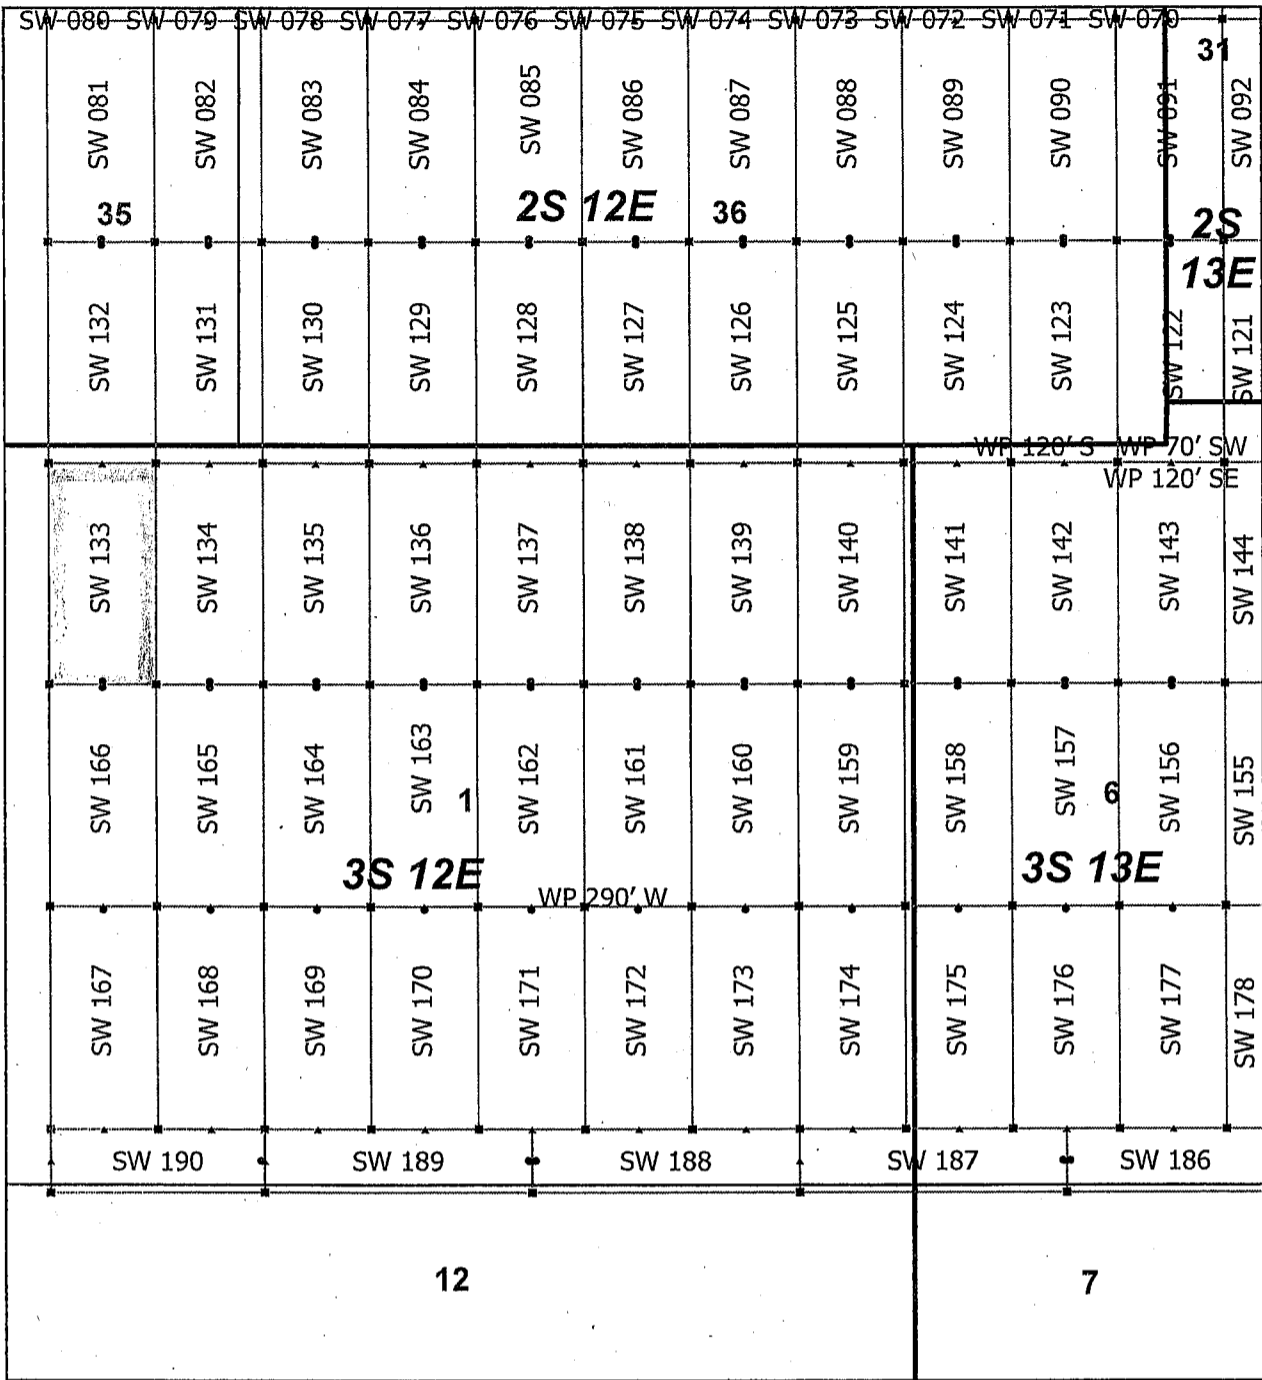 SW 080 SW 079 SW 078 SW 077 SW 076 SW 075 SW 074 SW 073 SW 072 SW 071 SW 070
31
SW 081 SW 082 SW 083 SW 084 SW 085 SW 086 SW 087 SW 088 SW 089 SW 090 SW 091 SW 092
35 2S 12E 36 2S
13E
SW 132 SW 131 SW 130 SW 129 SW 128 SW 127 SW 126 SW 125 SW 124 SW 123 SW 122 SW 121
WP 120' S WP 70' SW
WP 120' SE
SW 133 SW 134 SW 135 SW 136 SW 137 SW 138 SW 139 SW 140 SW 141 SW 142 SW 143 SW 144
SW 166 SW 165 SW 164 SW 163 SW 162 SW 161 SW 160 SW 159 SW 158 SW 157 SW 156 SW 155
1 6
3S 12E 3S 13E
WP 290' W
SW 167 SW 168 SW 169 SW 170 SW 171 SW 172 SW 173 SW 174 SW 175 SW 176 SW 177 SW 178
SW 190 SW 189 SW 188 SW 187 SW 186
12 7